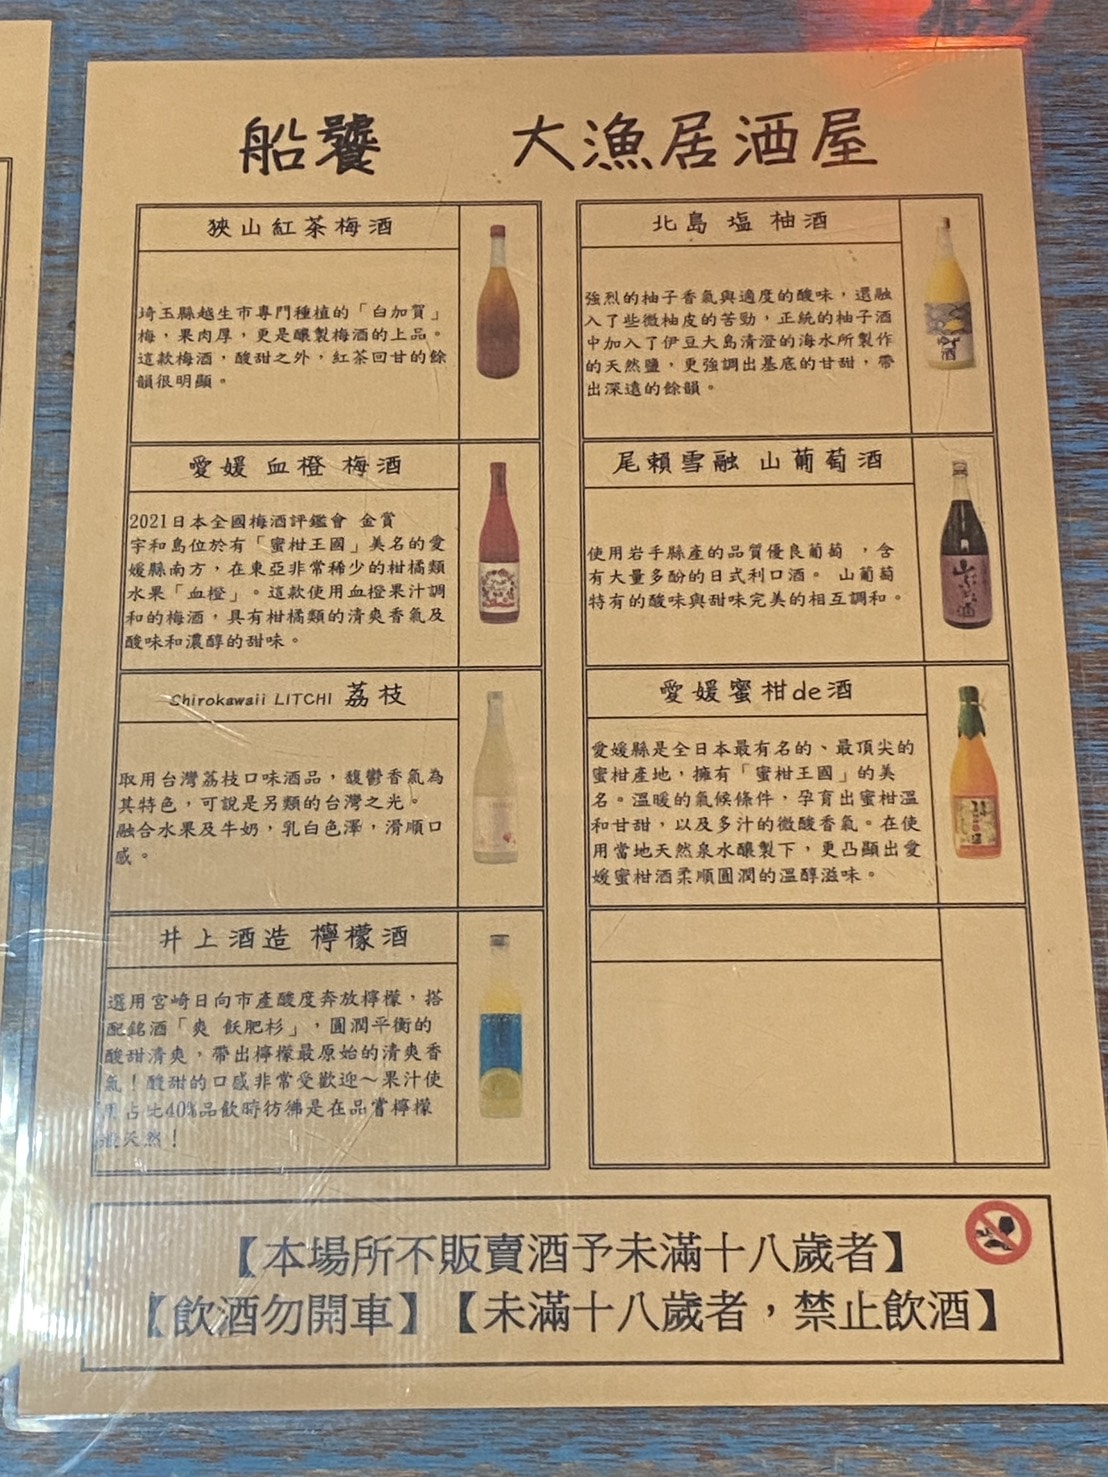 船饗 大漁居酒屋
狹山紅茶梅酒
埼玉縣越生市專門種植的「白加賀」
梅，果肉厚，更是釀製梅酒的上品。
這款梅酒，酸甜之外，紅茶回甘的餘
韻很明顯。
愛媛 血橙 梅酒
2021日本全國梅酒評鑑會 金賞
宇和島位於有「蜜柑王國」美名的愛
媛縣南方，在東亞非常稀少的柑橘類
水果「血橙」。這款使用血橙果汁調
和的梅酒，具有柑橘類的清爽香氣及
酸味和濃醇的甜味。
Chirokawaii LITCHI 荔枝
取用台灣荔枝口味酒品，馥鬱香氣為
其特色，可說是另類的台灣之光。
融合水果及牛奶，乳白色澤，滑順口
感。
井上酒造 檸檬酒
選用宮崎日向市產酸度奔放檸檬，搭
配銘酒「爽 飫肥杉」，圓潤平衡的
酸甜清爽，帶出檸檬最原始的清爽香
氣！酸甜的口感非常受歡迎～果汁使
用占比40%品飲時彷彿是在品嘗檸檬
般天然！
北島 塩 柚酒
強烈的柚子香氣與適度的酸味，還融
入了些微柚皮的苦勁，正統的柚子酒
中加入了伊豆大島清澄的海水所製作
的天然鹽，更強調出基底的甘甜，帶
出深遠的餘韻。
ゆず
酒
尾賴雪融 山葡萄酒
使用岩手縣產的品質優良葡萄 ，含
有大量多酚的日式利口酒。 山葡萄
特有的酸味與甜味完美的相互調和。
愛媛蜜柑de酒
愛媛縣是全日本最有名的、最頂尖的
蜜柑產地，擁有「蜜柑王國」的美
名。溫暖的氣候條件，孕育出蜜柑溫
和甘甜，以及多汁的微酸香氣。在使
用當地天然泉水釀製下，更凸顯出愛
媛蜜柑酒柔順圓潤的溫醇滋味。
【本場所不販賣酒予未滿十八歲者】
【飲酒勿開車】【未滿十八歲者，禁止飲酒】